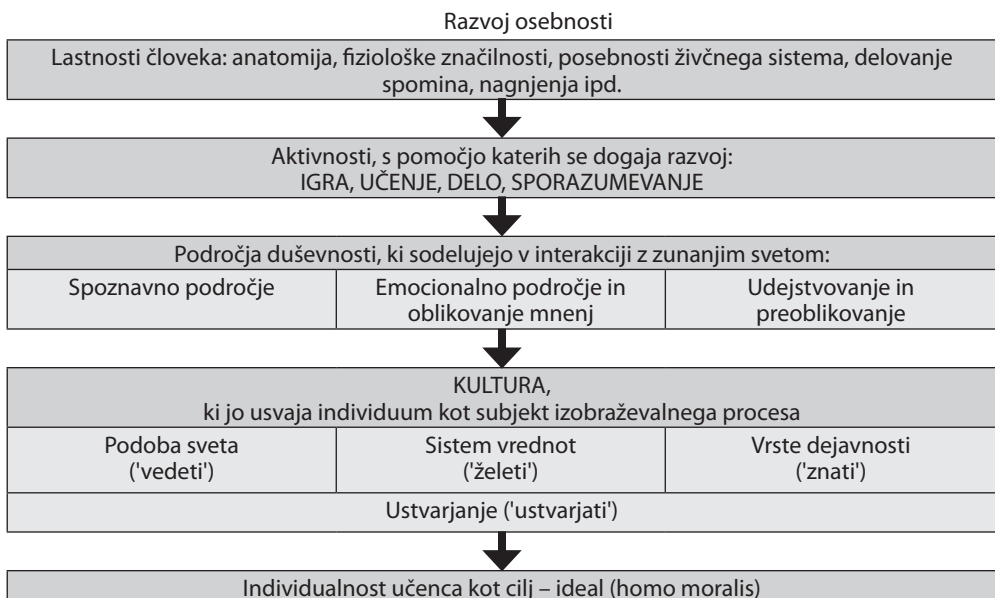 Razvoj osebnosti
Lastnosti človeka: anatomija, fiziološke značilnosti, posebnosti živčnega sistema, delovanje
spomina, nagnjenja ipd.
Aktivnosti, s pomočjo katerih se dogaja razvoj:
IGRA, UČENJE, DELO, SPORAZUMEVANJE
Področja duševnosti, ki sodelujejo v interakciji z zunanjim svetom:
Spoznavno področje
Emocionalno področje in
oblikovanje mnenj
Udejstvovanje in
preoblikovanje
KULTURA,
ki jo usvaja individuum kot subjekt izobraževalnega procesa
Podoba sveta
('vedeti')
Sistem vrednot
('želeti')
Vrste dejavnosti
('znati')
Ustvarjanje ('ustvarjati')
Individualnost učenca kot cilj – ideal (homo moralis)